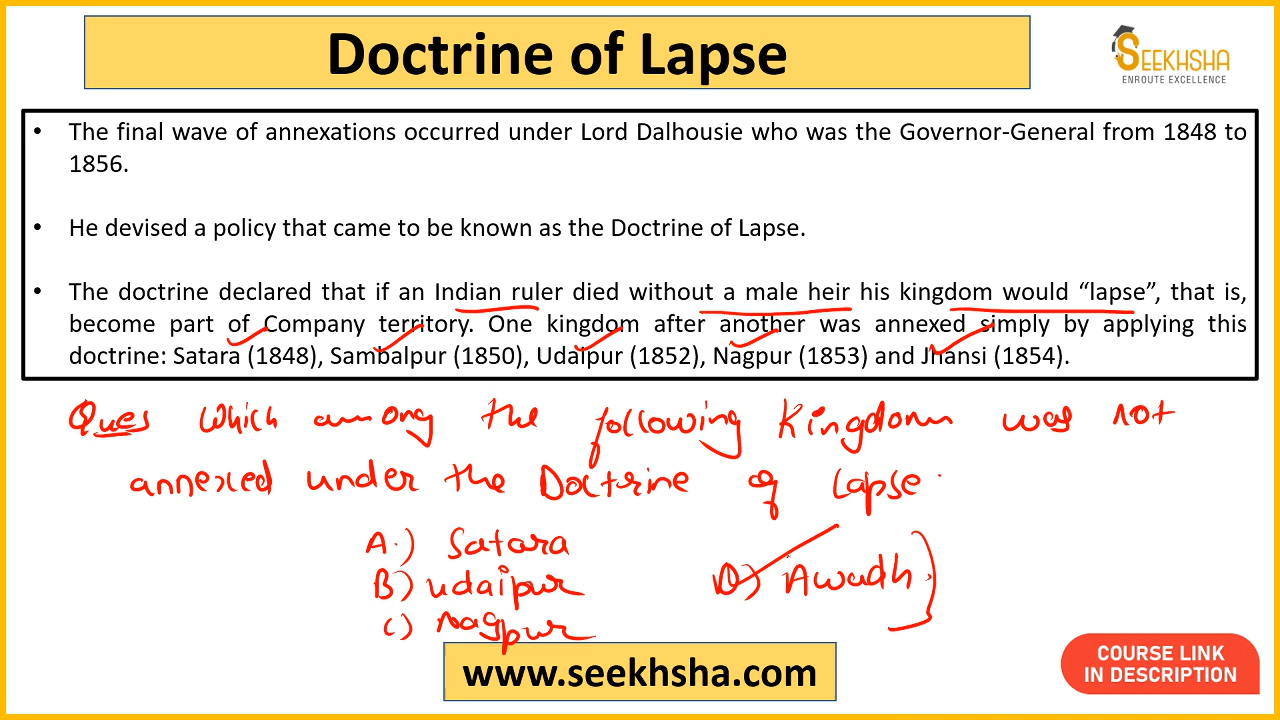 Doctrine of Lapse
SEEKHSHA
ENROUTE EXCELLENCE
• The final wave of annexations occurred under Lord Dalhousie who was the Governor-General from 1848 to
1856.
• He devised a policy that came to be known as the Doctrine of Lapse.
• The doctrine declared that if an Indian ruler died without a male heir his kingdom would “lapse”, that is,
become part of Company territory. One kingdom after another was annexed simply by applying this
doctrine: Satara (1848), Sambalpur (1850), Udaipur (1852), Nagpur (1853) and Jhansi (1854).
Ques Which among the following Kingdom was not
annexed under the Doctrine of Lapse.
A.) Satara
B) Udaipur
C) Nagpur
D) Awadh.
www.seekhsha.com
COURSE LINK
IN DESCRIPTION